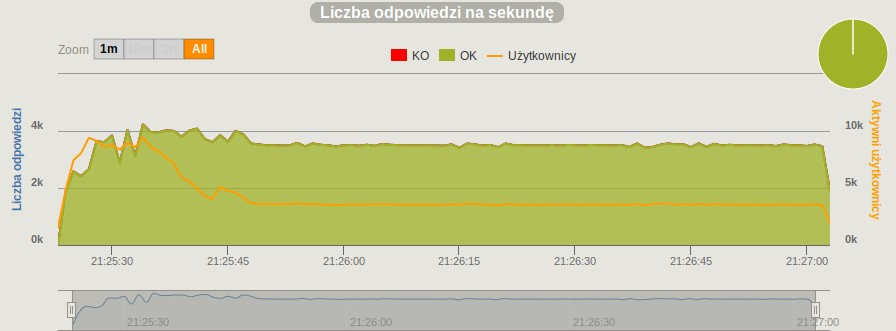 Liczba odpowiedzi na sekundę
Zoom 1m 10m 1h All
KO OK Użytkownicy
Liczba odpowiedzi
Aktywni użytkownicy
4k 10k
2k 5k
0k 0k
21:25:30 21:25:45 21:26:00 21:26:15 21:26:30 21:26:45 21:27:00
21:25:30 21:26:00 21:26:30 21:27:00